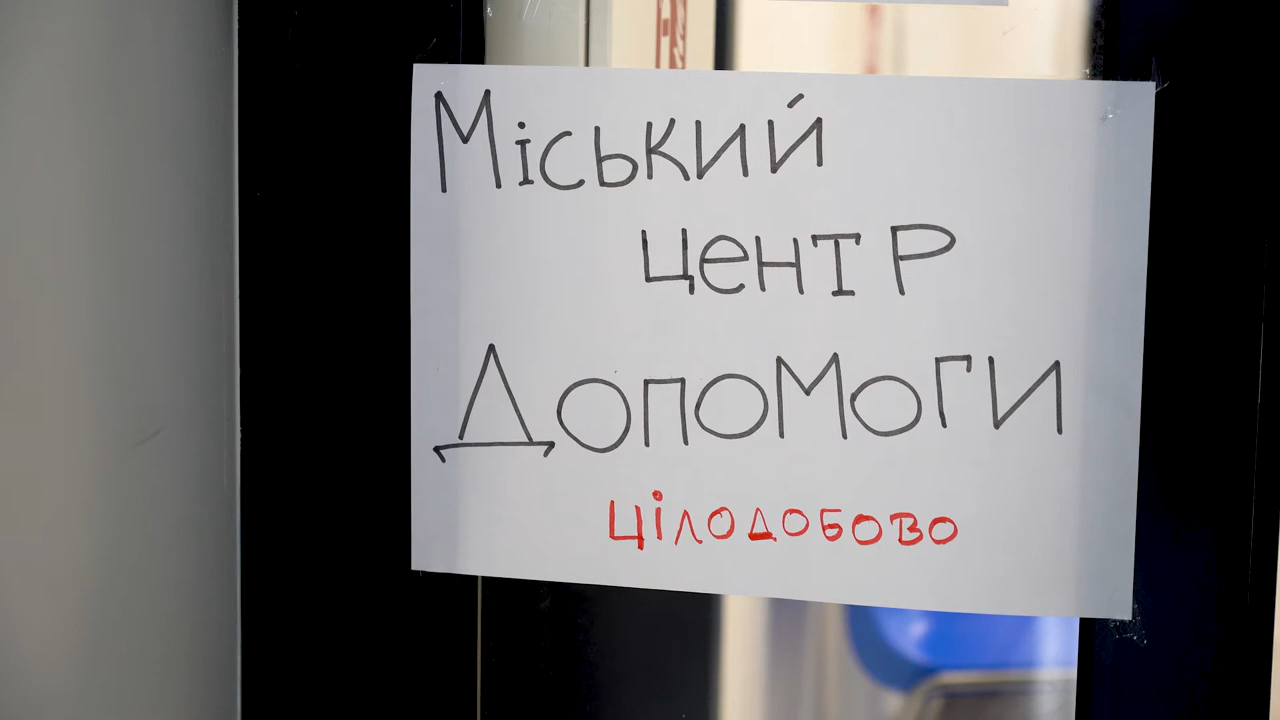 Міський
центр
Допомоги
цілодобово